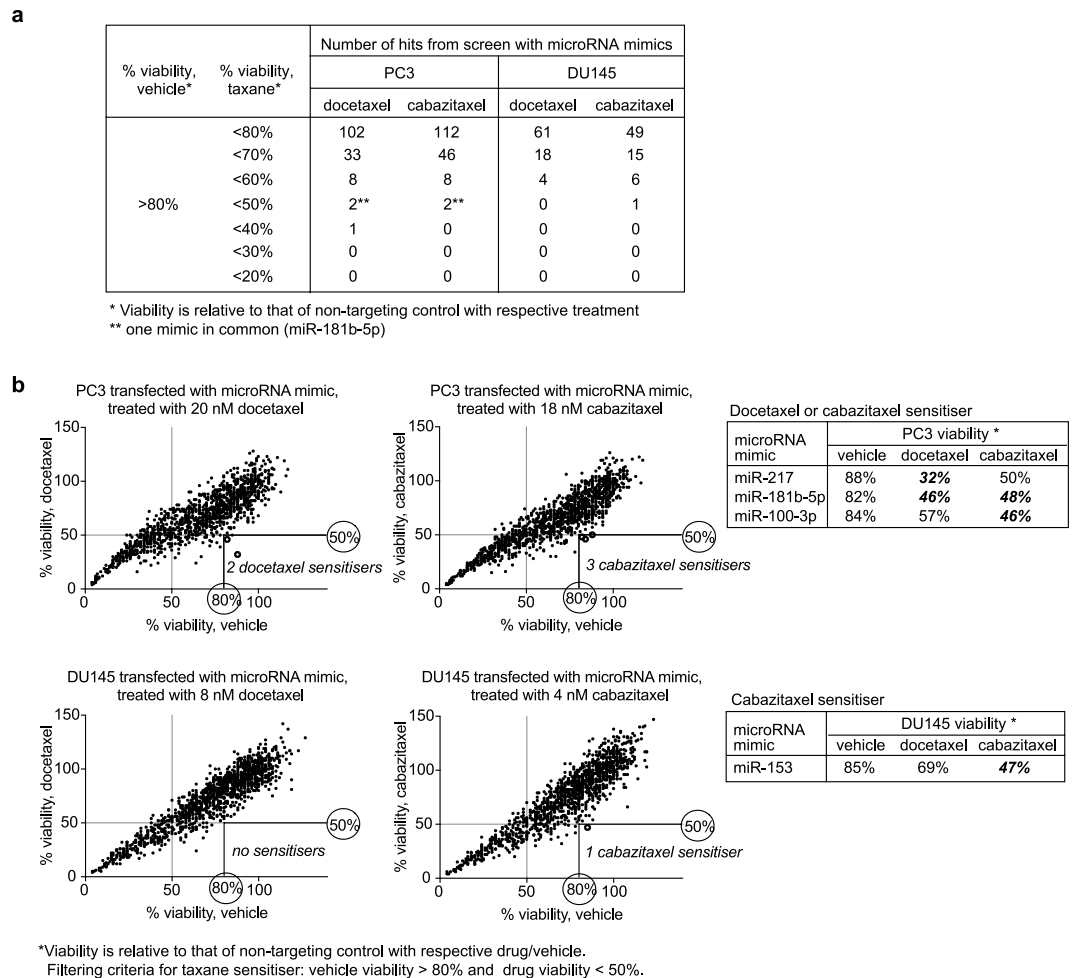 a
Number of hits from screen with microRNA mimics
% viability, vehicle*
% viability, taxane*
PC3 DU145
docetaxel cabazitaxel docetaxel cabazitaxel
<80% 102 112 61 49
<70% 33 46 18 15
<60% 8 8 4 6
>80% <50% 2** 2** 0 1
<40% 1 0 0 0
<30% 0 0 0 0
<20% 0 0 0 0
* Viability is relative to that of non-targeting control with respective treatment
** one mimic in common (miR-181b-5p)
b
PC3 transfected with microRNA mimic,
treated with 20 nM docetaxel
% viability, docetaxel
150
100
50
0
50%
2 docetaxel sensitisers
0 50 80% 100
% viability, vehicle
PC3 transfected with microRNA mimic,
treated with 18 nM cabazitaxel
% viability, cabazitaxel
150
100
50
0
50%
3 cabazitaxel sensitisers
0 50 80% 100
% viability, vehicle
Docetaxel or cabazitaxel sensitiser
microRNA mimic
PC3 viability *
vehicle docetaxel cabazitaxel
miR-217 88% 32% 50%
miR-181b-5p 82% 46% 48%
miR-100-3p 84% 57% 46%
DU145 transfected with microRNA mimic,
treated with 8 nM docetaxel
% viability, docetaxel
150
100
50
0
50%
no sensitisers
0 50 80% 100
% viability, vehicle
DU145 transfected with microRNA mimic,
treated with 4 nM cabazitaxel
% viability, cabazitaxel
150
100
50
0
50%
1 cabazitaxel sensitiser
0 50 80% 100
% viability, vehicle
Cabazitaxel sensitiser
microRNA mimic
DU145 viability *
vehicle docetaxel cabazitaxel
miR-153 85% 69% 47%
*Viability is relative to that of non-targeting control with respective drug/vehicle.
Filtering criteria for taxane sensitiser: vehicle viability > 80% and drug viability < 50%.